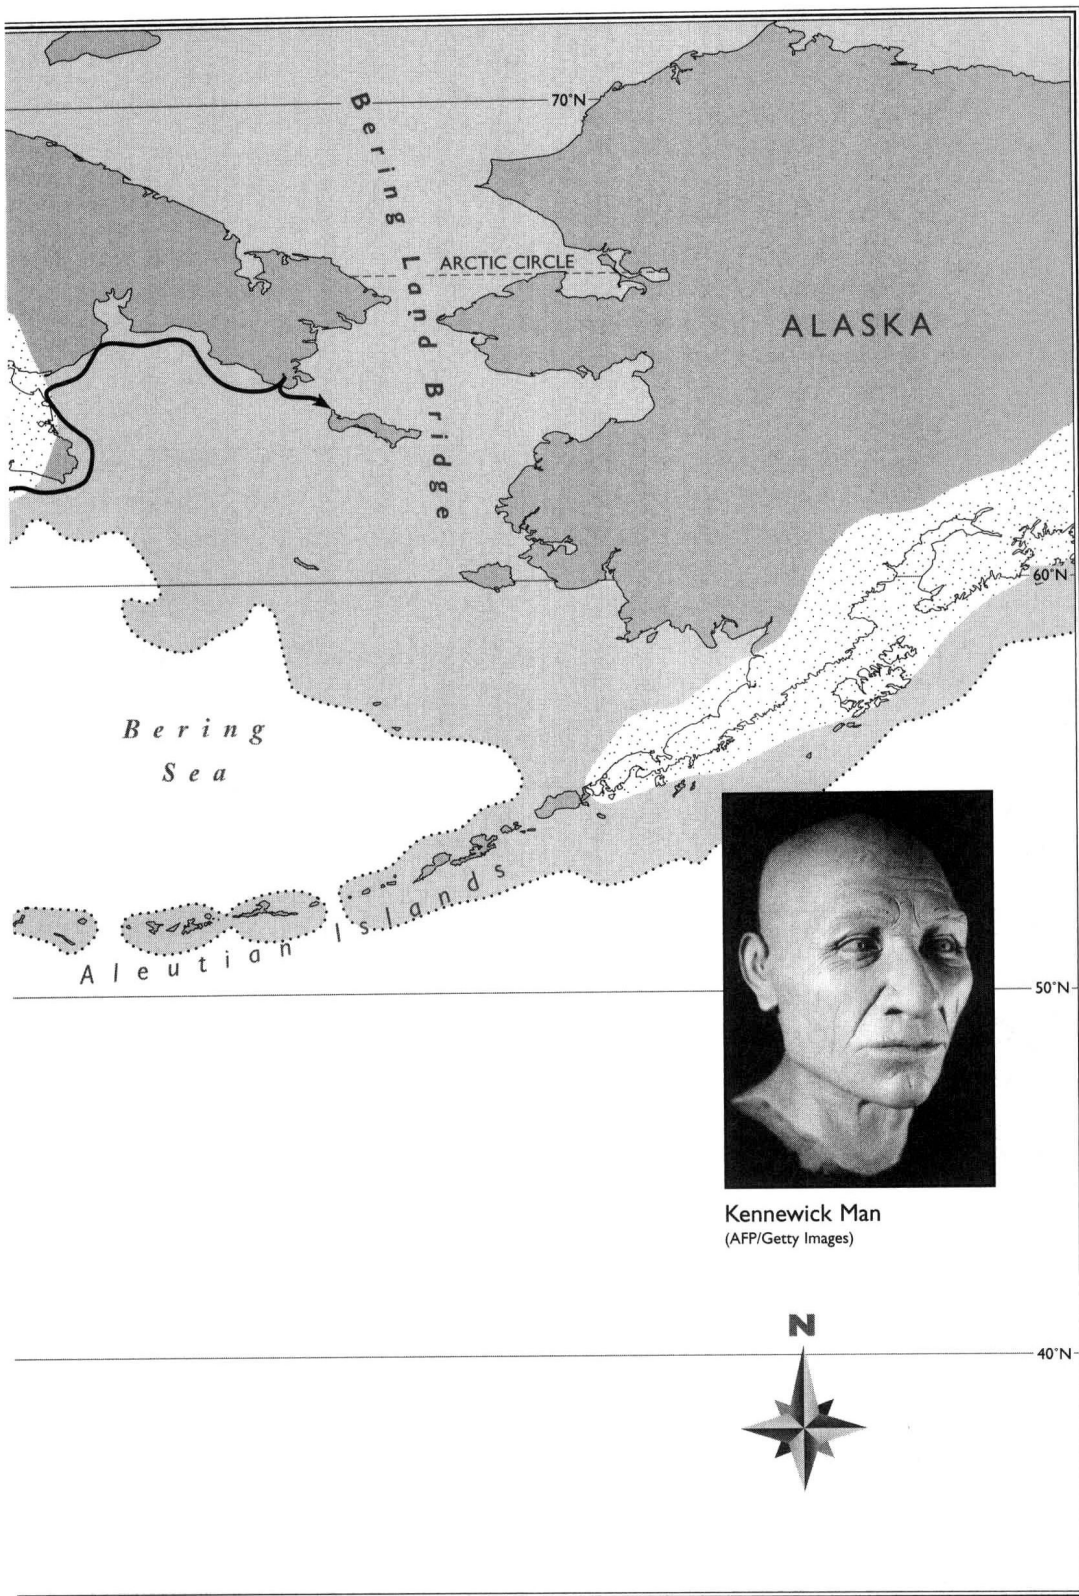 70°N
Bering Land Bridge
ARCTIC CIRCLE
ALASKA
60°N
Bering
Sea
Aleutian Islands
50°N
Kennewick Man
(AFP/Getty Images)
N
40°N